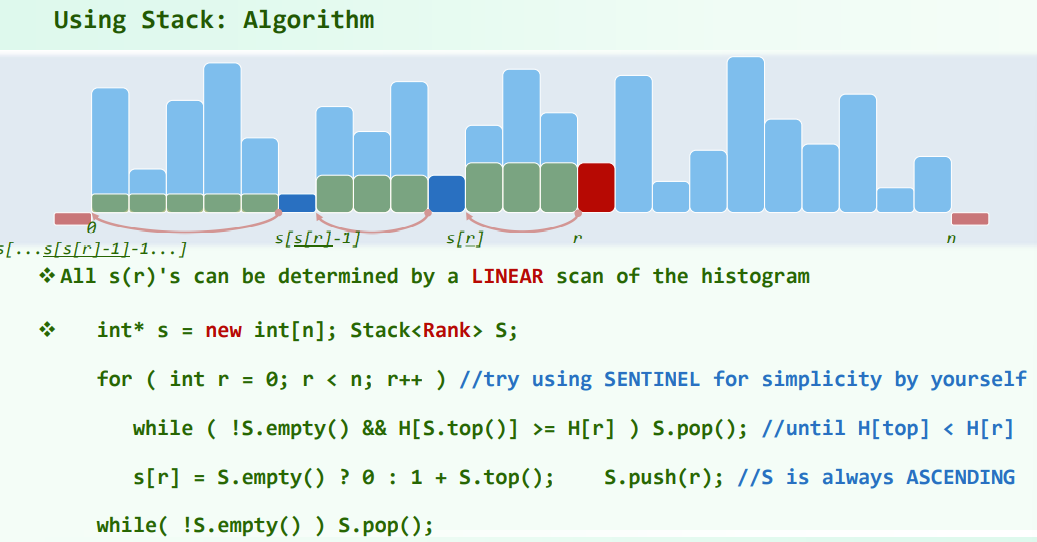 Using Stack: Algorithm
0
s[s[r]-1]
s[r]
r
n
s[...s[s[r]-1]-1...]
❖All s(r)'s can be determined by a LINEAR scan of the histogram
❖ int* s = new int[n]; Stack<Rank> S;
for ( int r = 0; r < n; r++ ) //try using SENTINEL for simplicity by yourself
while ( !S.empty() && H[S.top()] >= H[r] ) S.pop(); //until H[top] < H[r]
s[r] = S.empty() ? 0 : 1 + S.top(); S.push(r); //S is always ASCENDING
while( !S.empty() ) S.pop();